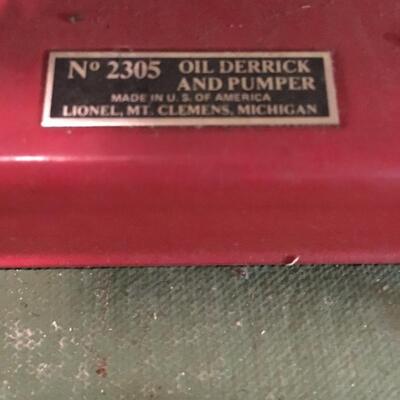 Nº 2305 OIL DERRICK
AND PUMPER
MADE IN U. S. OF AMERICA
LIONEL, MT. CLEMENS, MICHIGAN